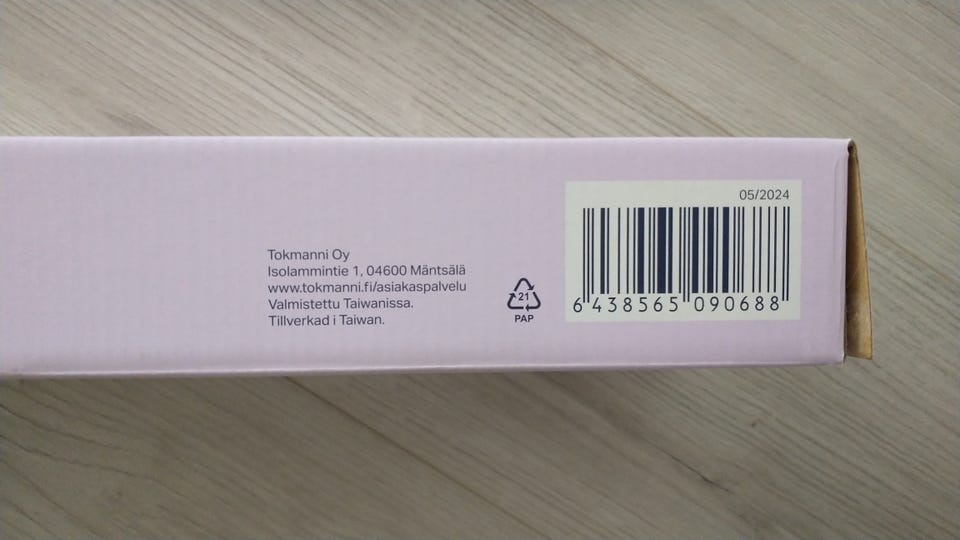 Tokmanni Oy
Isolammintie 1, 04600 Mäntsälä
www.tokmanni.fi/asiakaspalvelu
Valmistettu Taiwanissa.
Tillverkad i Taiwan.
21
PAP
05/2024
6 438565 090688